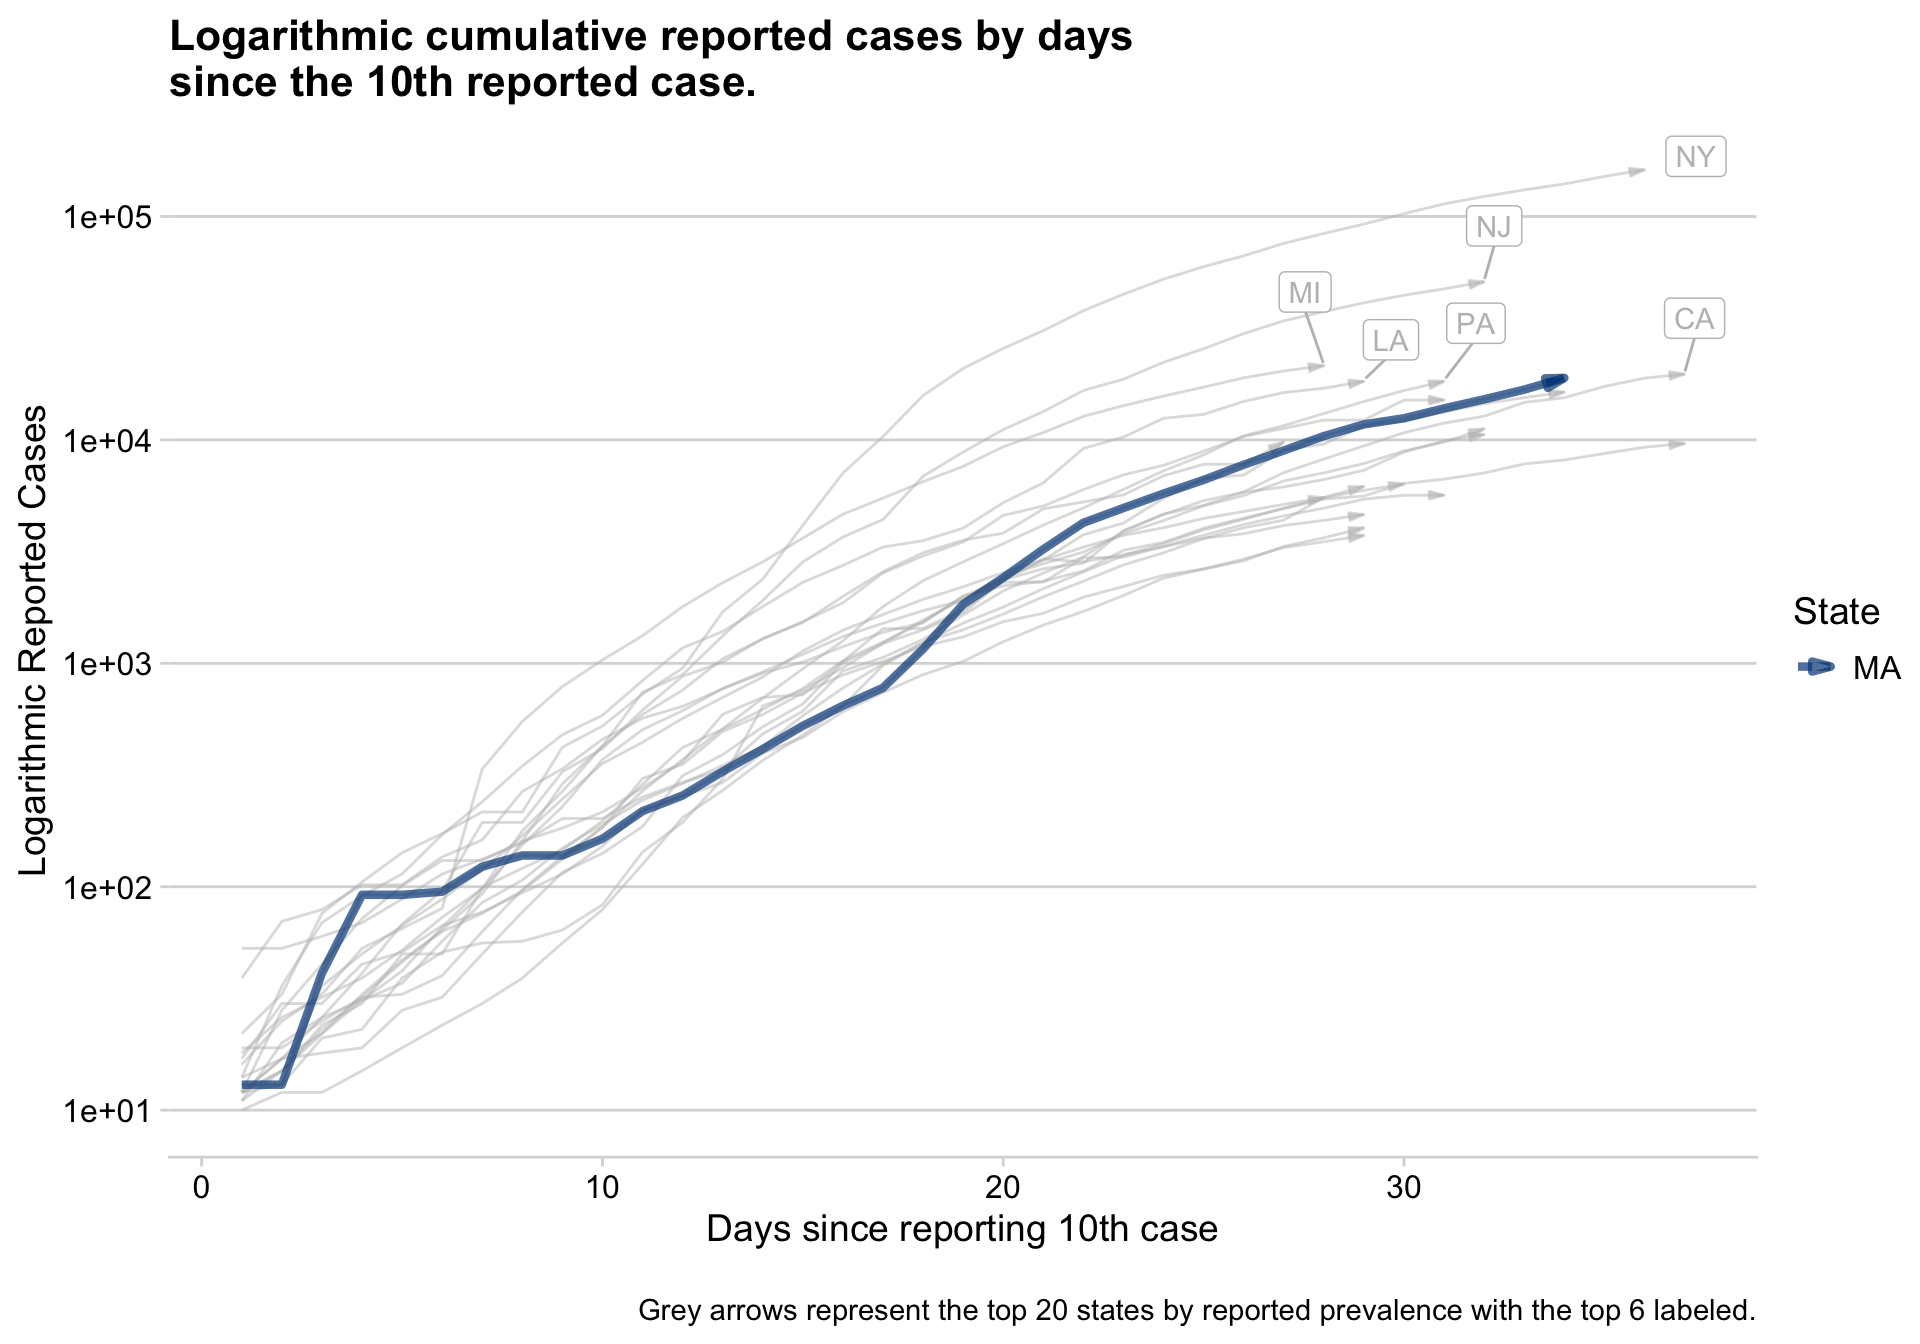 Logarithmic cumulative reported cases by days
since the 10th reported case.
NY
1e+05
NJ
MI
CA
PA
LA
1e+04
Logarithmic Reported Cases
State
1e+03
MA
1e+02
1e+01
0 10 20 30
Days since reporting 10th case
Grey arrows represent the top 20 states by reported prevalence with the top 6 labeled.